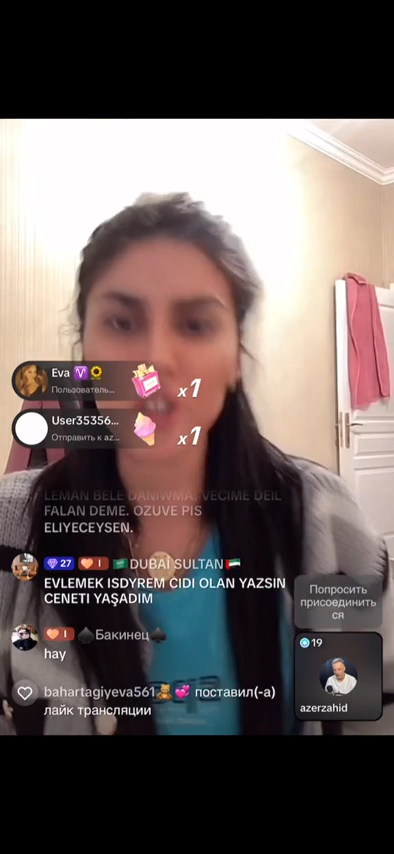 Eva V🌻
Пользователь...
x1
User35356...
Отправить к az...
x1
LEMAN BELE DANIWMA. VECIME DEIL
FALAN DEME. OZUVE PIS
ELIYECEYSEN.
27 I 🇸🇦DUBAİ SULTAN🇦🇪
EVLEMEK ISDYREM CIDI OLAN YAZSIN
CENETI YAŞADIM
I ♠️Бакинец♠️
hay
bahartagiyeva561🧸💞 поставил(-а)
лайк трансляции
Попросить
присоединить
ся
19
azerzahid